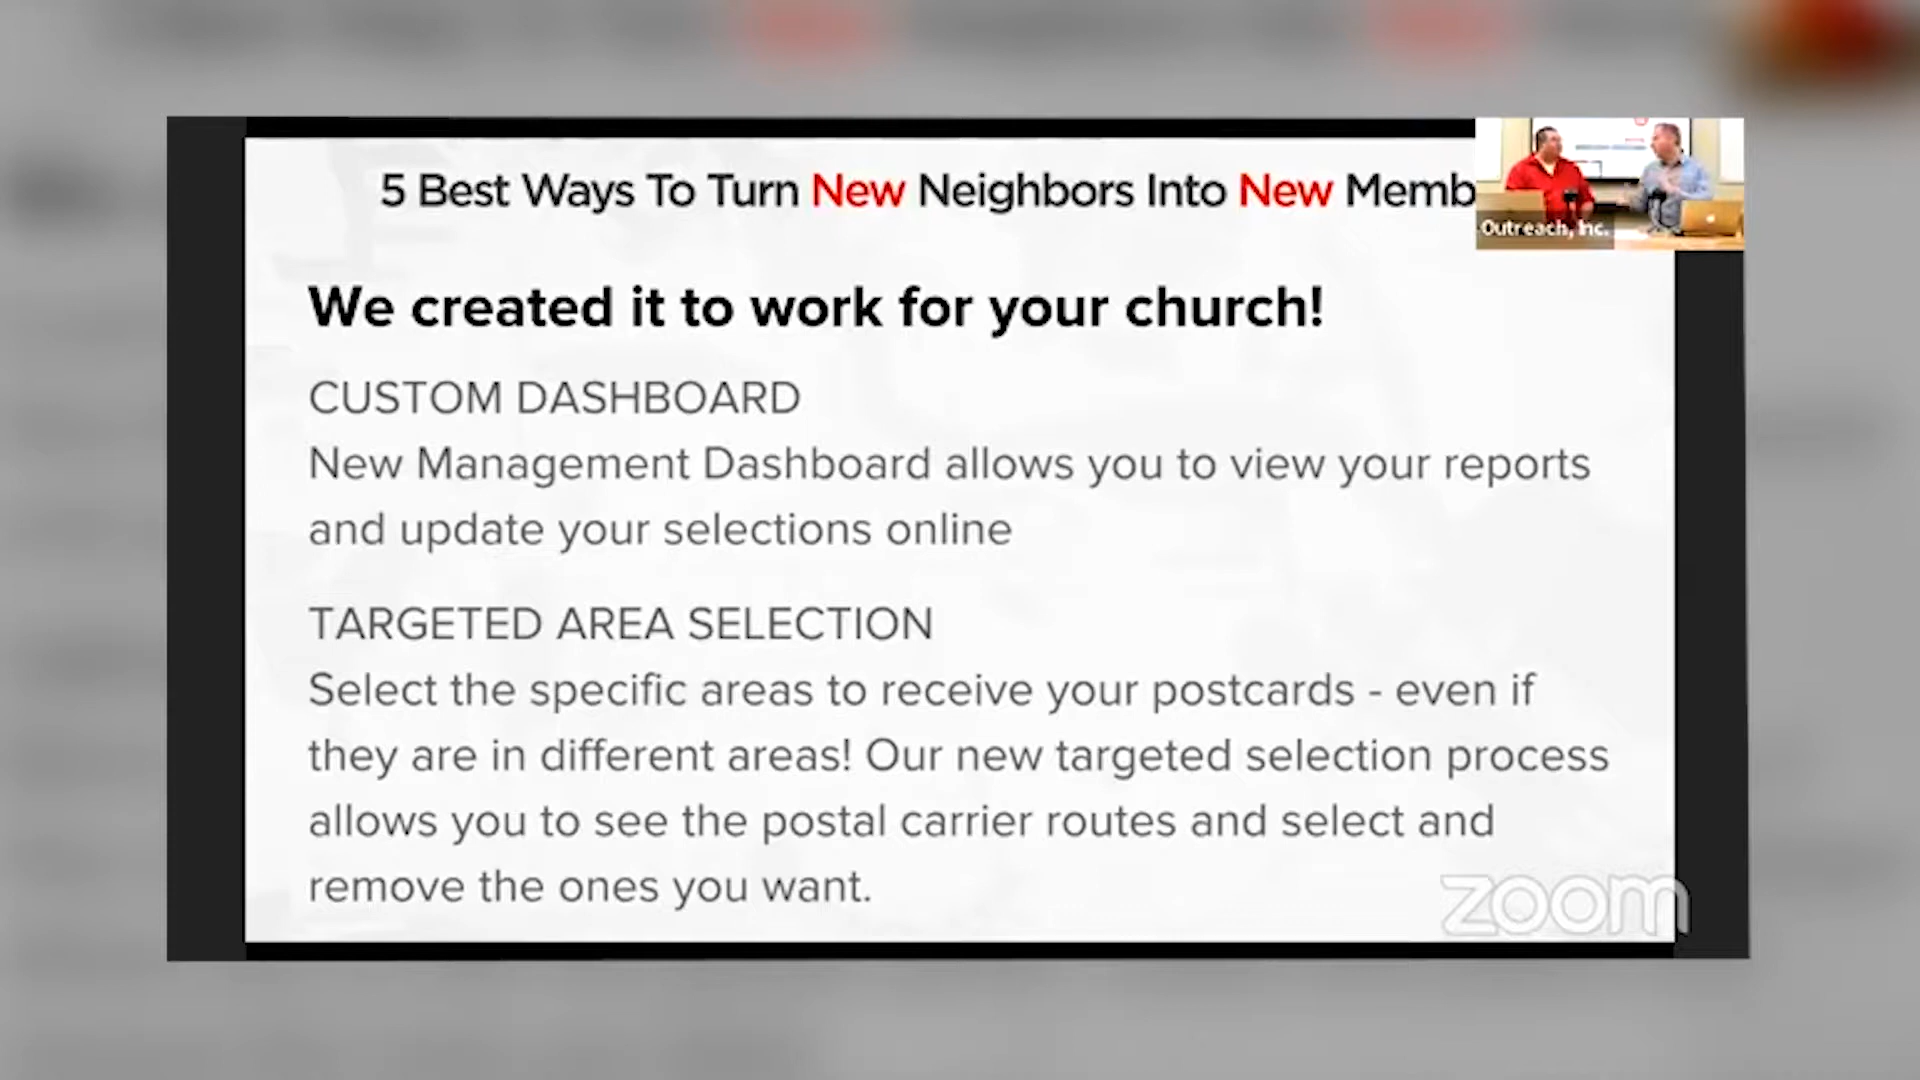 5 Best Ways To Turn New Neighbors Into New Memb
Outreach, Inc.
We created it to work for your church!
CUSTOM DASHBOARD
New Management Dashboard allows you to view your reports
and update your selections online
TARGETED AREA SELECTION
Select the specific areas to receive your postcards - even if
they are in different areas! Our new targeted selection process
allows you to see the postal carrier routes and select and
remove the ones you want.
zoom